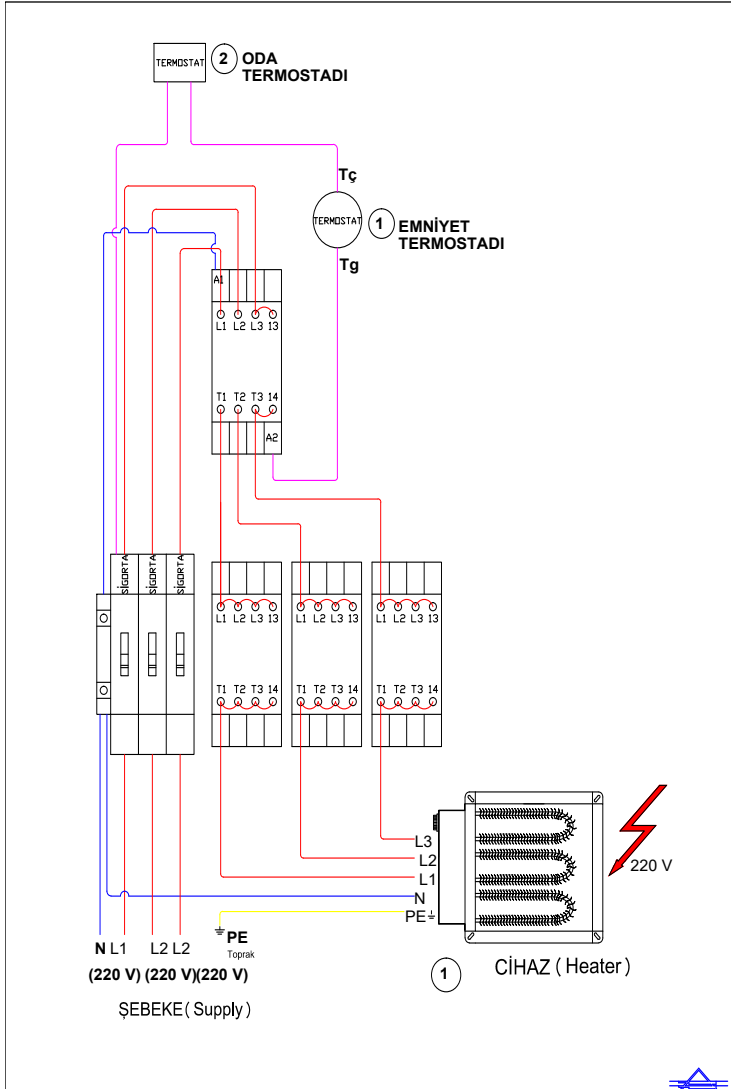 TERMOSTAT
2 ODA
TERMOSTADI
Tç
TERMOSTAT
1 EMNİYET
TERMOSTADI
Tg
A1
L1 L2 L3 13
T1 T2 T3 14
A2
SİGORTA SİGORTA SİGORTA
L1 L2 L3 13 L1 L2 L3 13 L1 L2 L3 13
T1 T2 T3 14 T1 T2 T3 14 T1 T2 T3 14
L3
L2
L1
N
PE
220 V
N L1 L2 L2 PE
Toprak
(220 V) (220 V)(220 V)
ŞEBEKE( Supply )
1 CİHAZ ( Heater )